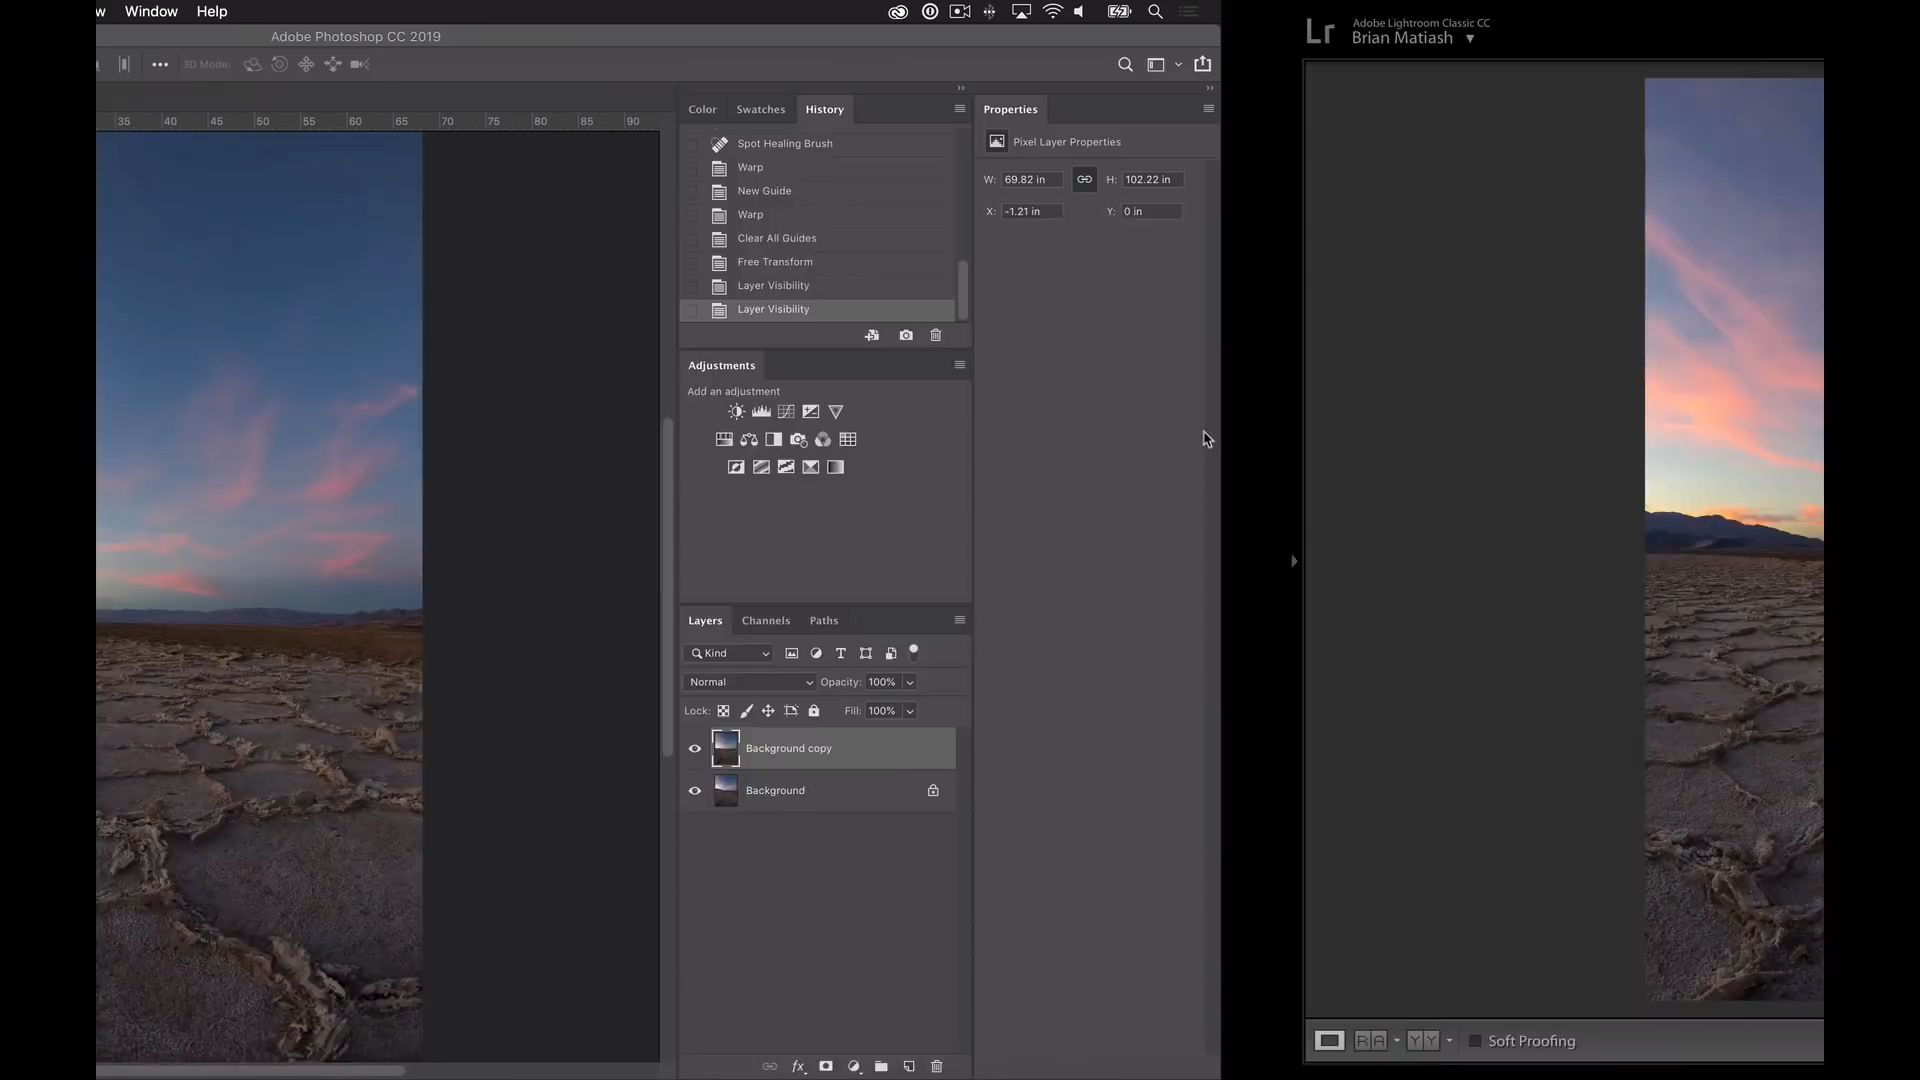 w Window Help
Adobe Photoshop CC 2019
3D Mode:
35 40 45 50 55 60 65 70 75 80 85 90
Color Swatches History
Spot Healing Brush
Warp
New Guide
Warp
Clear All Guides
Free Transform
Layer Visibility
Layer Visibility
Adjustments
Add an adjustment
Layers Channels Paths
Kind
Normal Opacity: 100%
Lock: Fill: 100%
Background copy
Background
fx
Properties
Pixel Layer Properties
W: 69.82 in H: 102.22 in
X: -1.21 in Y: 0 in
Lr Adobe Lightroom Classic CC
Brian Matiash
RA YY Soft Proofing